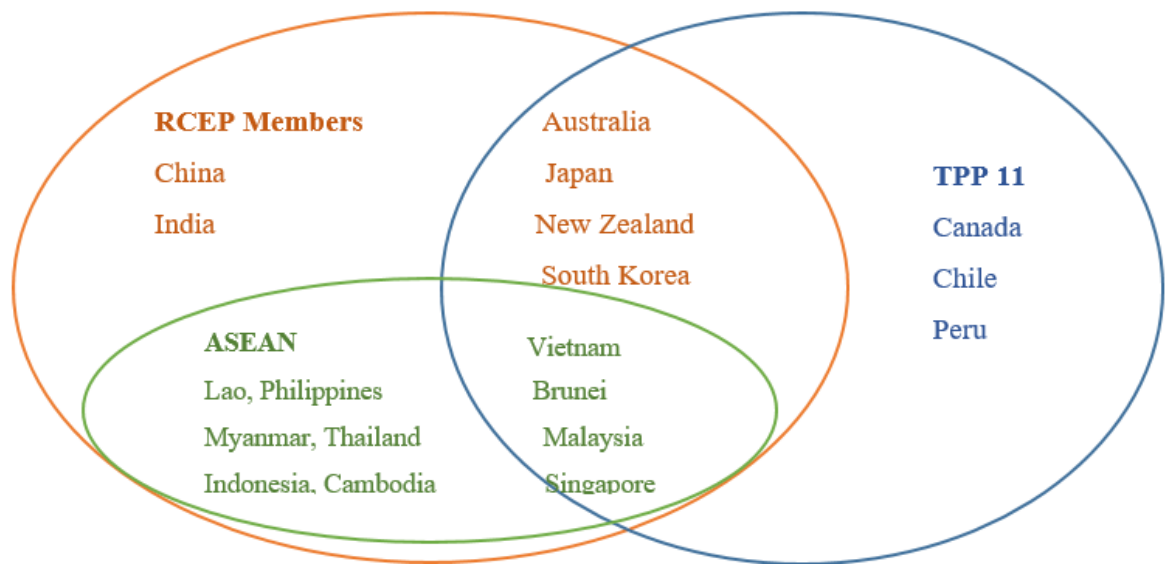 RCEP Members
China
India
Australia
Japan
New Zealand
South Korea
TPP 11
Canada
Chile
Peru
ASEAN
Lao, Philippines
Myanmar, Thailand
Indonesia, Cambodia
Vietnam
Brunei
Malaysia
Singapore